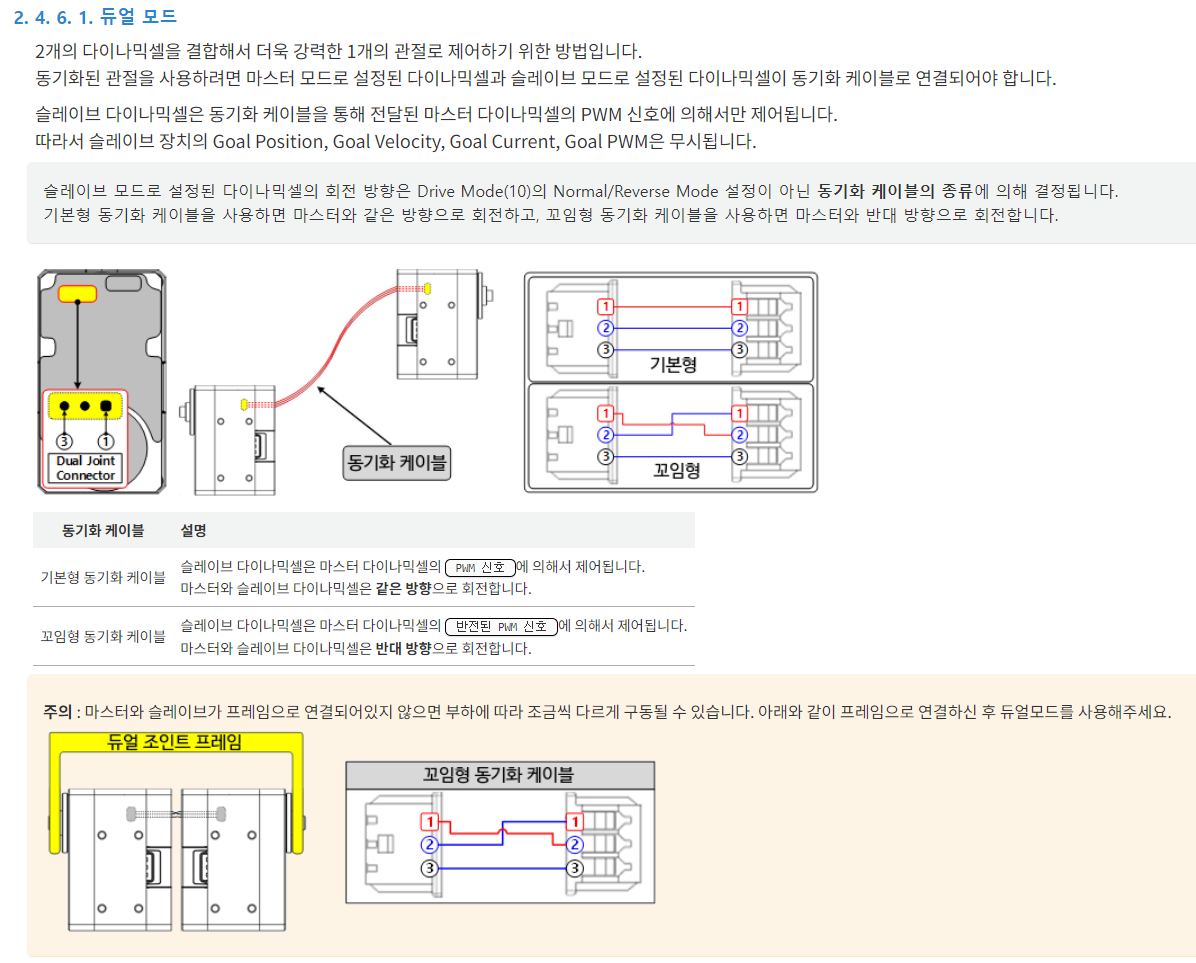 2. 4. 6. 1. 듀얼 모드
2개의 다이나믹셀을 결합해서 더욱 강력한 1개의 관절로 제어하기 위한 방법입니다.
동기화된 관절을 사용하려면 마스터 모드로 설정된 다이나믹셀과 슬레이브 모드로 설정된 다이나믹셀이 동기화 케이블로 연결되어야 합니다.
슬레이브 다이나믹셀은 동기화 케이블을 통해 전달된 마스터 다이나믹셀의 PWM 신호에 의해서만 제어됩니다.
따라서 슬레이브 장치의 Goal Position, Goal Velocity, Goal Current, Goal PWM은 무시됩니다.
슬레이브 모드로 설정된 다이나믹셀의 회전 방향은 Drive Mode(10)의 Normal/Reverse Mode 설정이 아닌 동기화 케이블의 종류에 의해 결정됩니다.
기본형 동기화 케이블을 사용하면 마스터와 같은 방향으로 회전하고, 꼬임형 동기화 케이블을 사용하면 마스터와 반대 방향으로 회전합니다.
3 1
Dual Joint
Connector
동기화 케이블
1 1
2 2
3 3
기본형
1 1
2 2
3 3
꼬임형
동기화 케이블 설명
기본형 동기화 케이블
슬레이브 다이나믹셀은 마스터 다이나믹셀의 PWM 신호에 의해서 제어됩니다.
마스터와 슬레이브 다이나믹셀은 같은 방향으로 회전합니다.
꼬임형 동기화 케이블
슬레이브 다이나믹셀은 마스터 다이나믹셀의 반전된 PWM 신호에 의해서 제어됩니다.
마스터와 슬레이브 다이나믹셀은 반대 방향으로 회전합니다.
주의 : 마스터와 슬레이브가 프레임으로 연결되어있지 않으면 부하에 따라 조금씩 다르게 구동될 수 있습니다. 아래와 같이 프레임으로 연결하신 후 듀얼모드를 사용해주세요.
듀얼 조인트 프레임
꼬임형 동기화 케이블
1 1
2 2
3 3